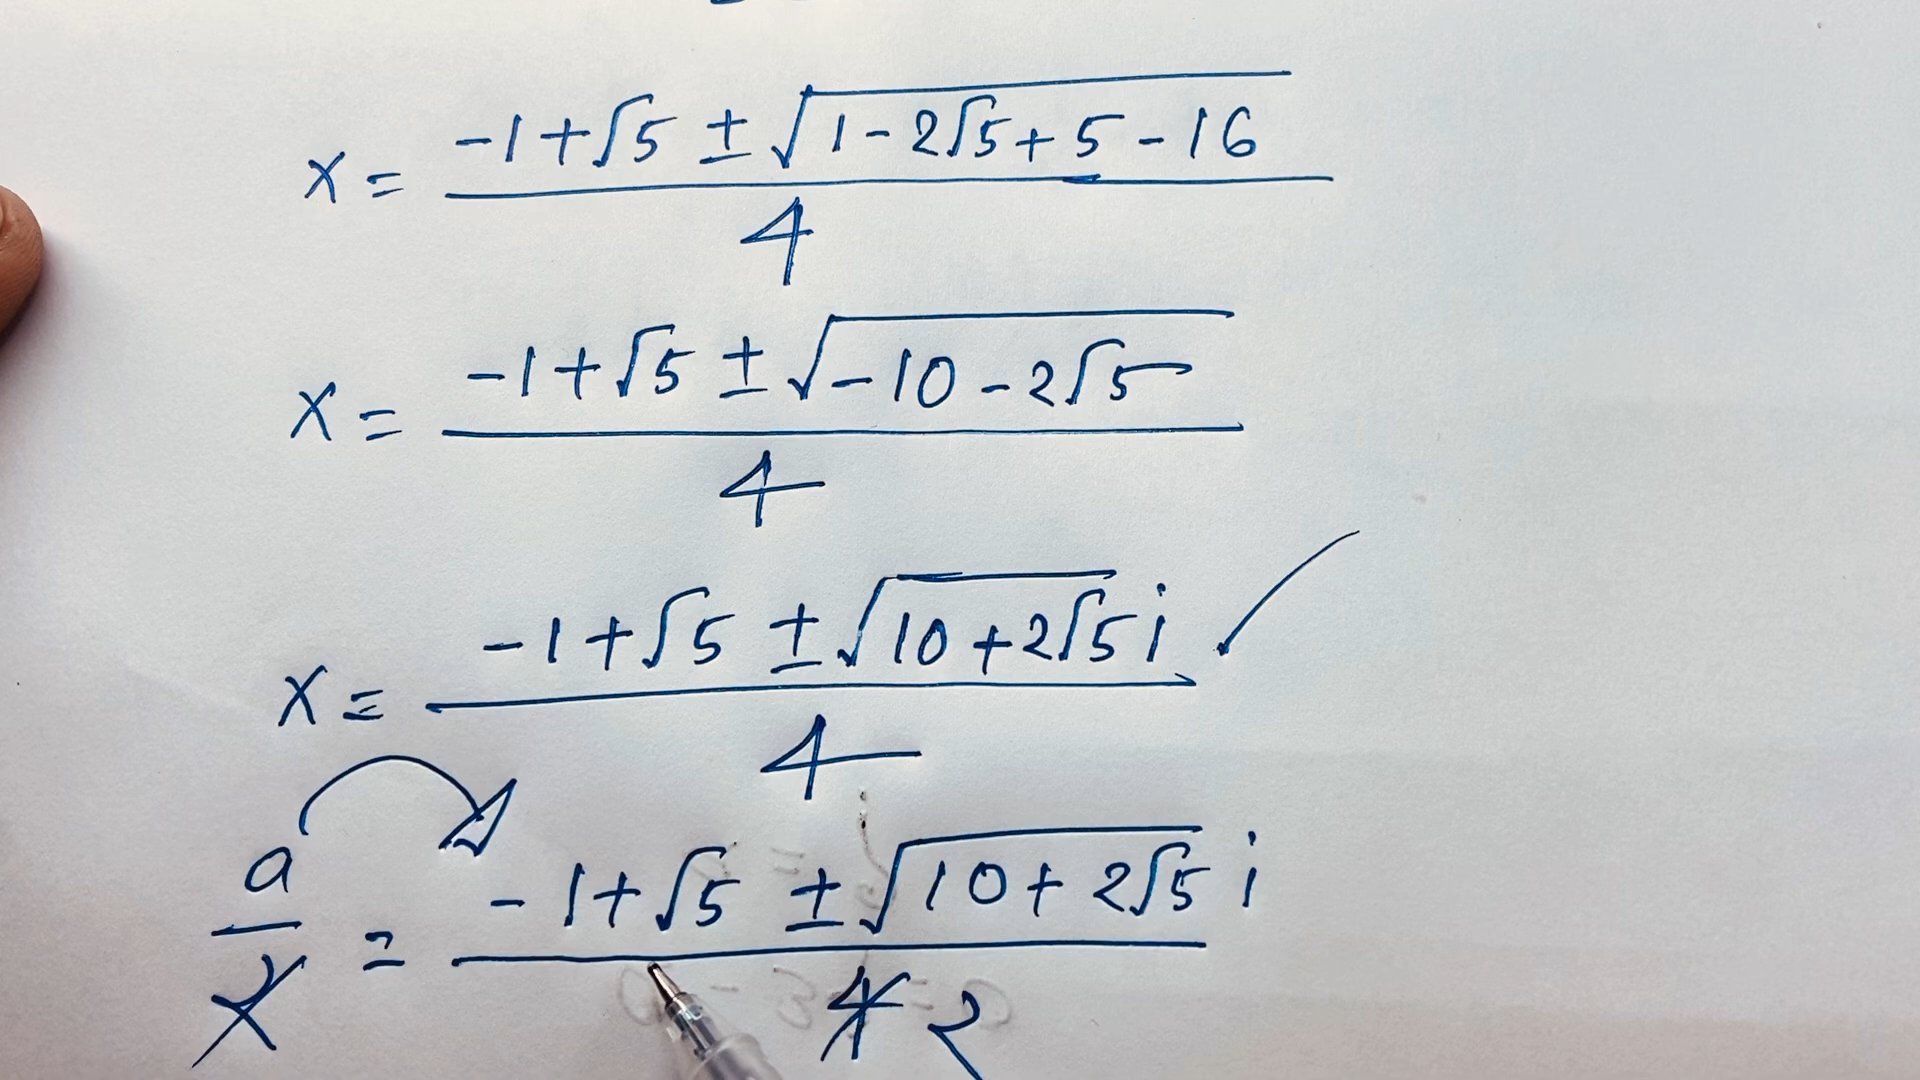 x = (-1+√5 ± √(1-2√5+5-16))/4
x = (-1+√5 ± √(-10-2√5))/4
x = (-1+√5 ± √(10+2√5) i)/4 ✓
a/2 = (-1+√5 ± √(10+2√5) i)/4 2